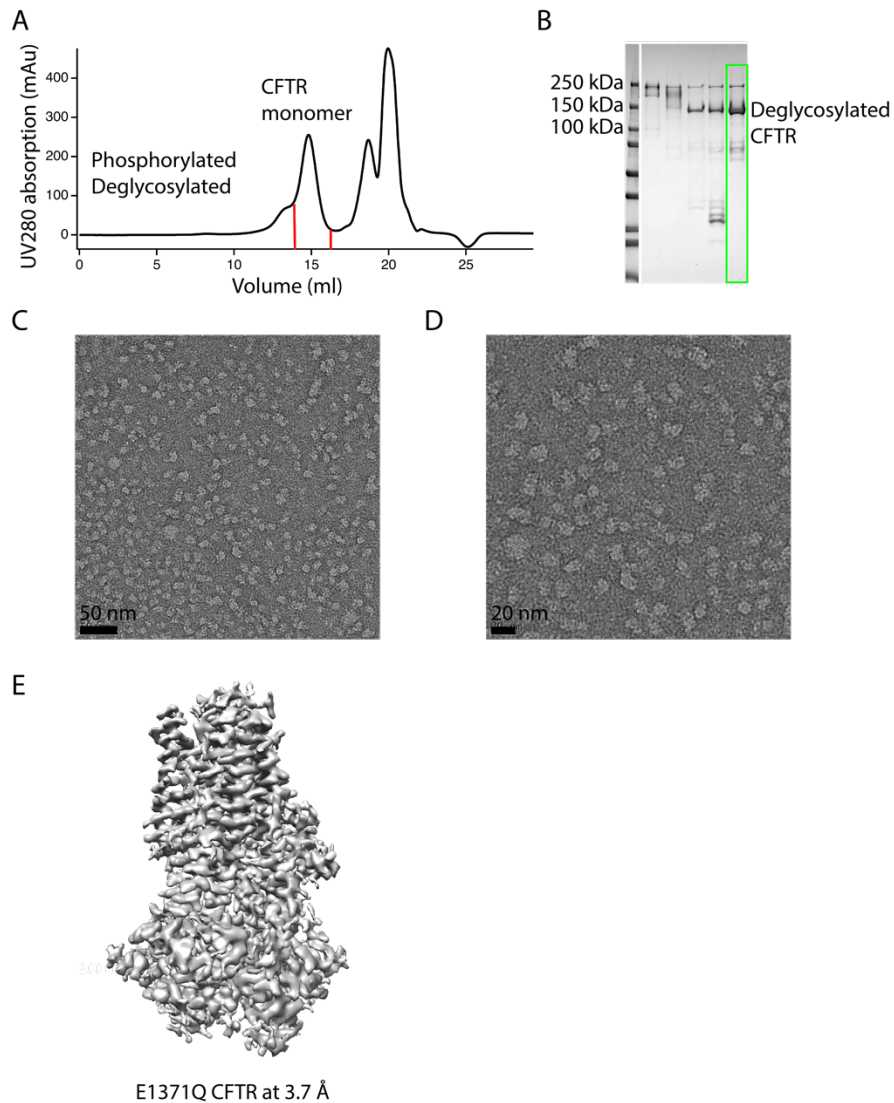 A
UV280 absorption (mAu)
400
300
200
100
0
Phosphorylated
Deglycosylated
CFTR
monomer
0 5 10 15 20 25
Volume (ml)
B
250 kDa
150 kDa
100 kDa
Deglycosylated
CFTR
C
50 nm
D
20 nm
E
E1371Q CFTR at 3.7 Å